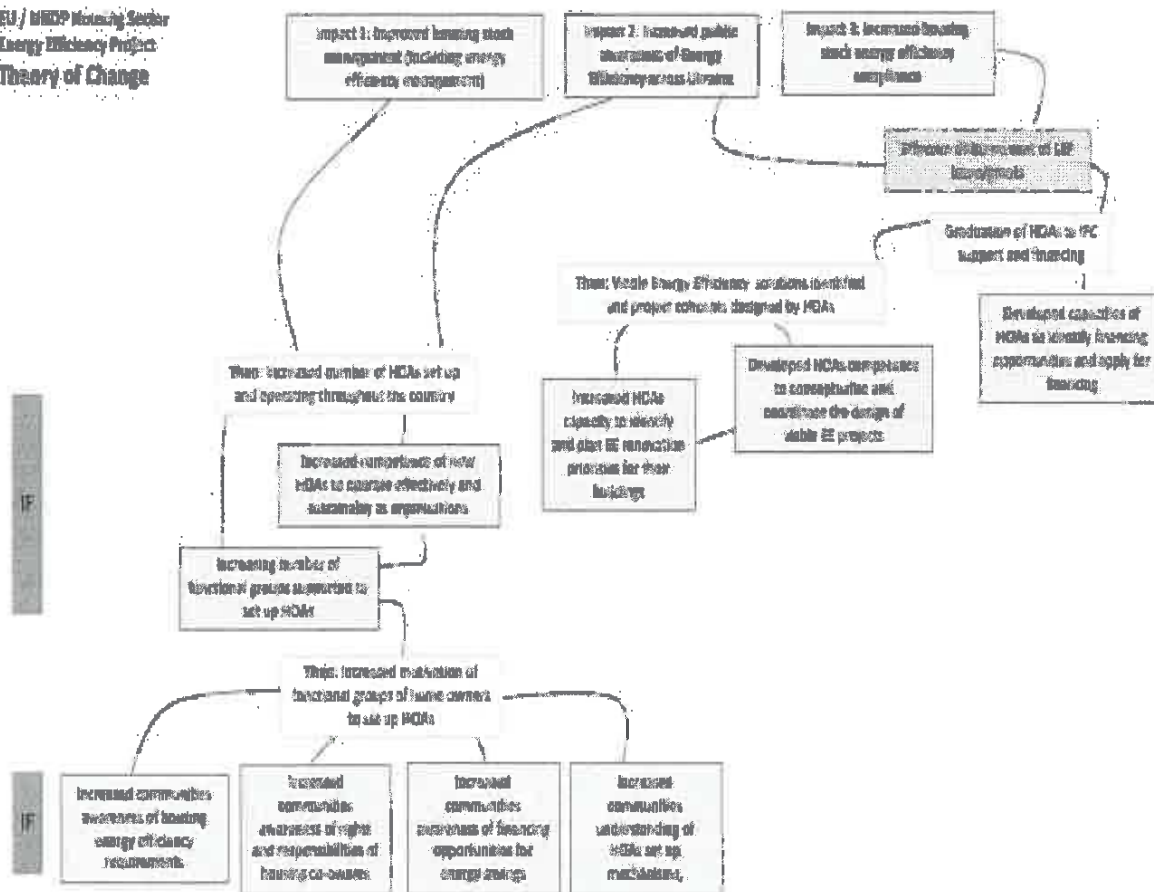 EU / UNDP Housing Sector
Energy Efficiency Project
Theory of Change
Impact 1: Improved housing stock
management (including energy
efficiency management)
Impact 2: Increased public
awareness of Energy
Efficiency across Ukraine
Impact 3: Increased housing
stock energy efficiency
compliance
Effective disbursement of EEF
loans/grants
Graduation of HOAs to IFC
support and financing
Then: Viable Energy Efficiency solutions identified
and project concepts designed by HOAs
Developed capacities of
HOAs to identify financing
opportunities and apply for
financing
Then: Increased number of HOAs set up
and operating throughout the country
Increased HOAs
capacity to identify
and plan EE renovation
priorities for their
buildings
Developed HOAs competence
to conceptualise and
coordinate the design of
viable EE projects
Increased competence of new
HOAs to operate effectively and
sustainably as organisations
IF
Increasing number of
functional groups supported to
set up HOAs
Then: Increased motivation of
functional groups of home owners
to set up HOAs
IF
Increased communities
awareness of housing
energy efficiency
requirements
Increased
communities
awareness of rights
and responsibilities of
housing co-owners
Increased
communities
awareness of financing
opportunities for
energy savings
Increased
communities
understanding of
HOAs set up
mechanisms,